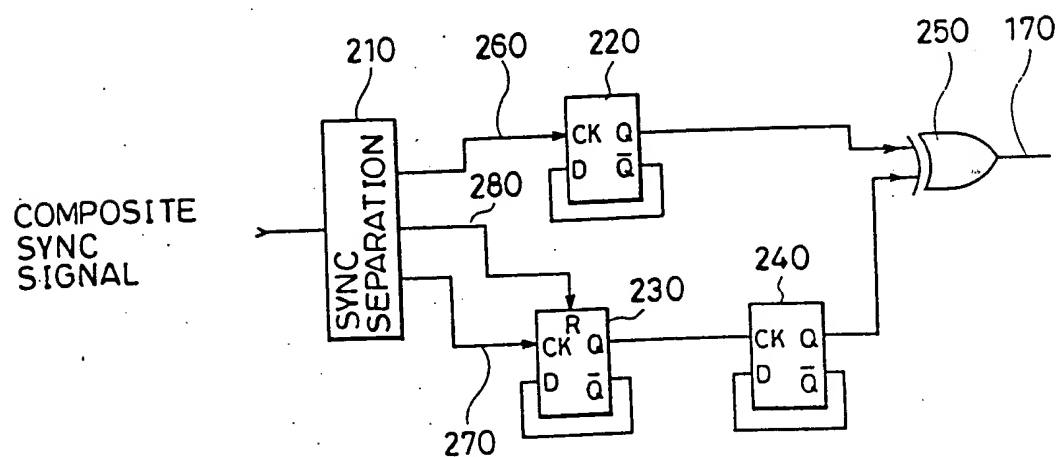 210
260
220
250
170
CK Q
D Q̄
280
COMPOSITE
SYNC
SIGNAL
SYNC
SEPARATION
230
240
R
CK Q
D Q̄
CK Q
D Q̄
270